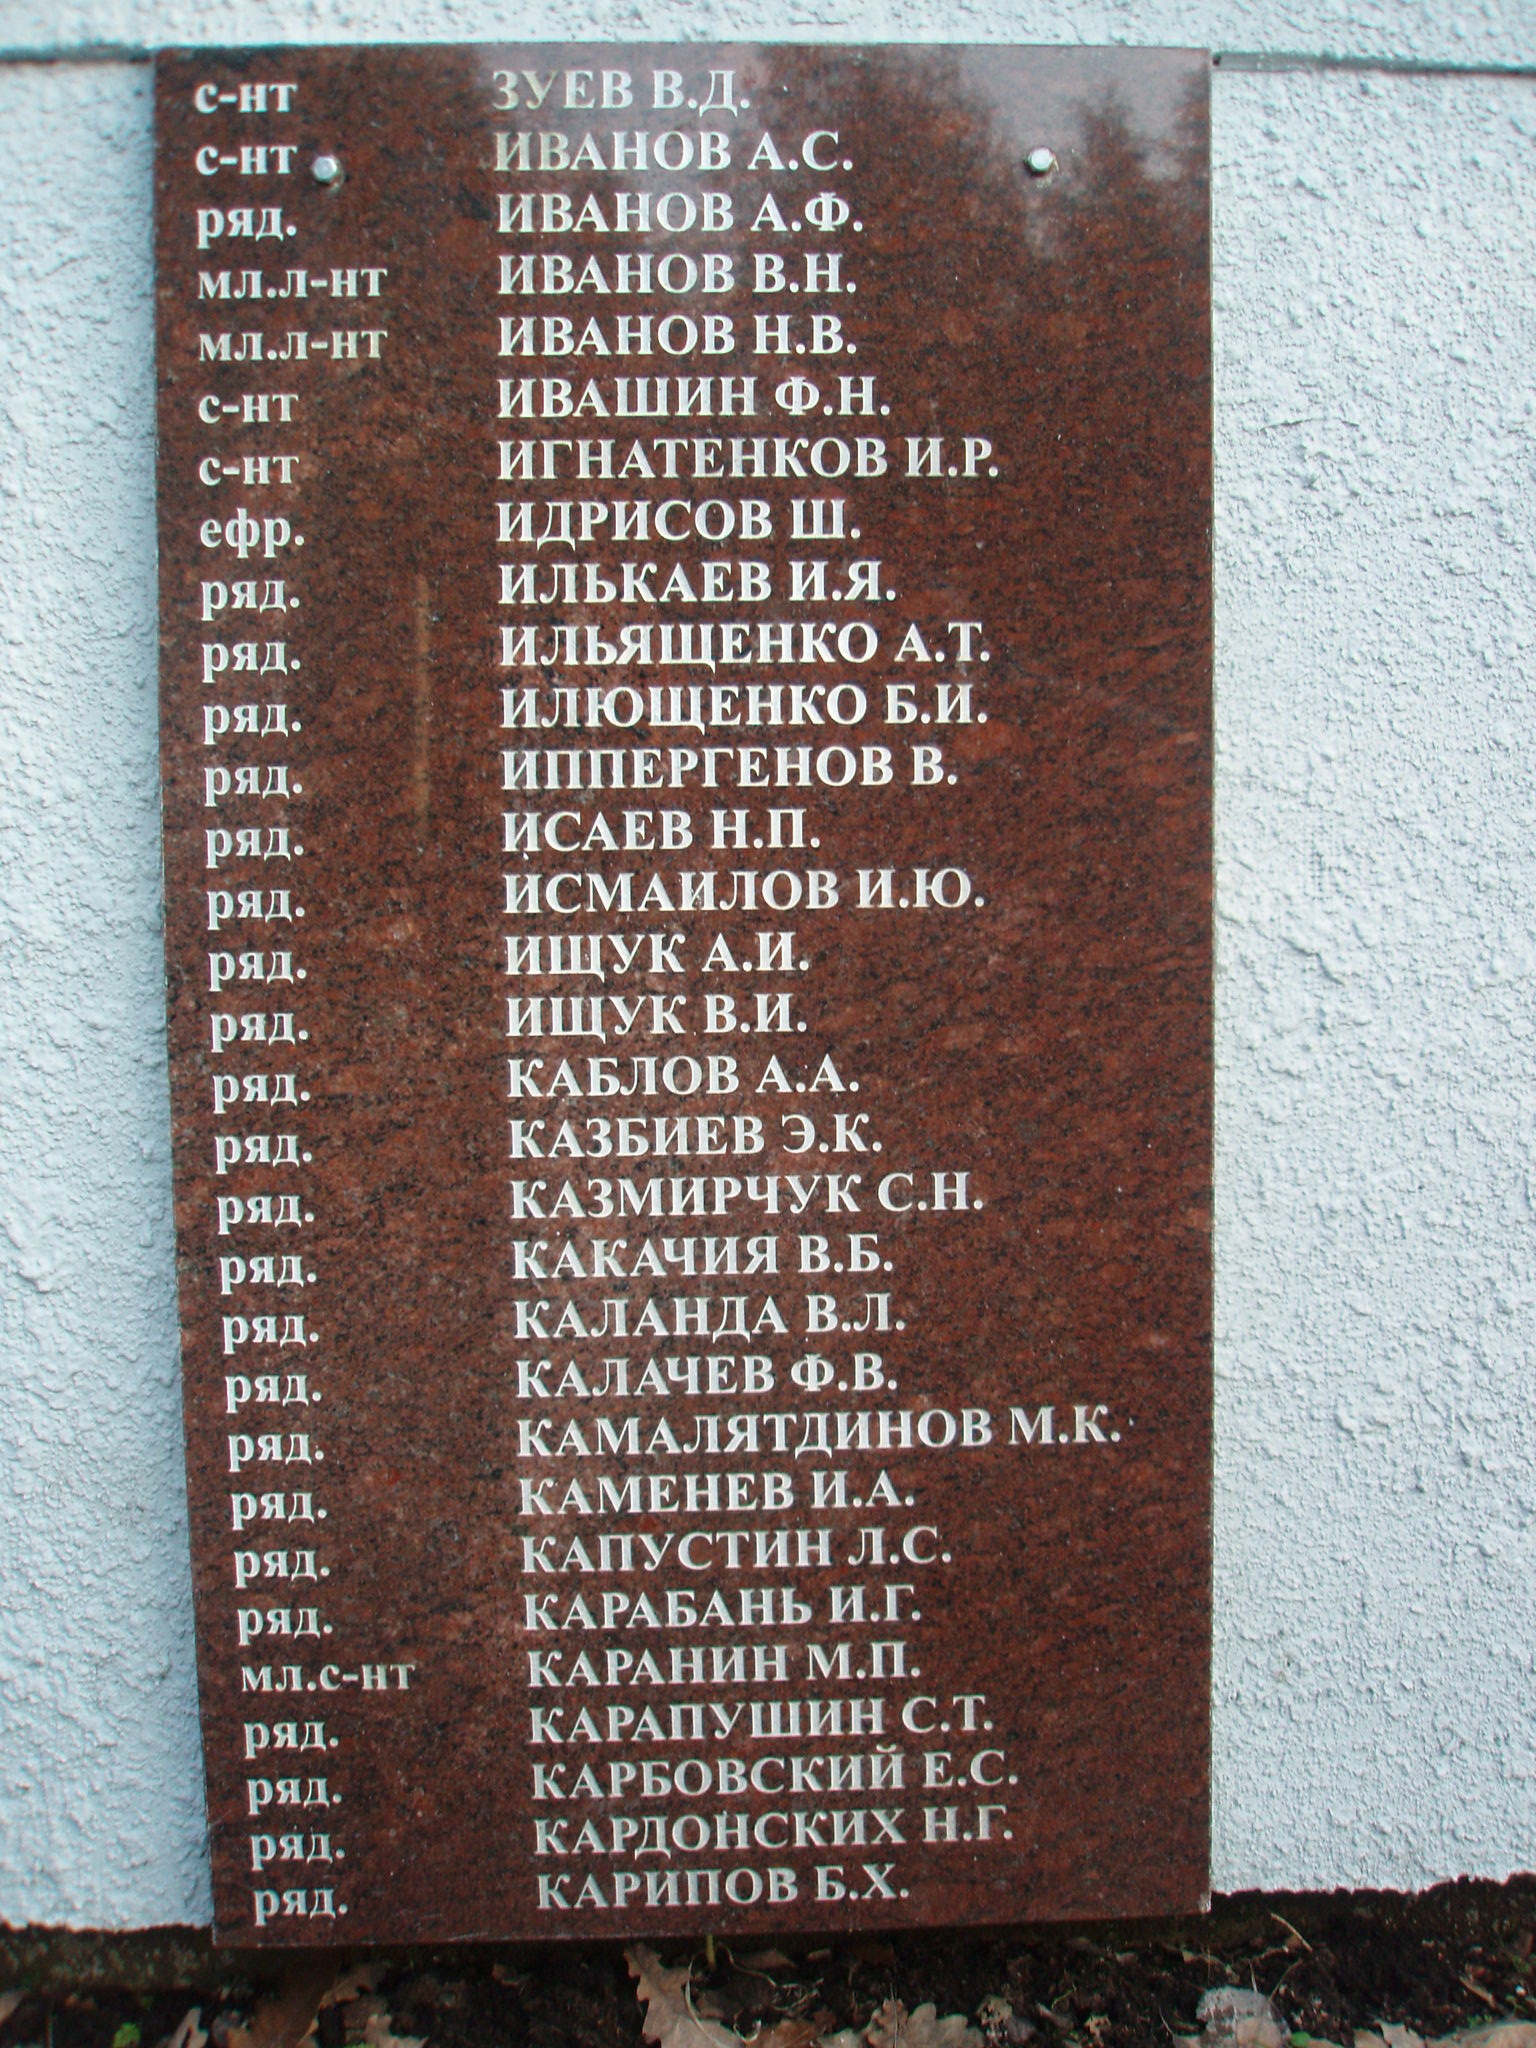 с-нт ЗУЕВ В.Д.
с-нт ИВАНОВ А.С.
ряд. ИВАНОВ А.Ф.
мл.л-нт ИВАНОВ В.Н.
мл.л-нт ИВАНОВ Н.В.
с-нт ИВАШИН Ф.Н.
с-нт ИГНАТЕНКОВ И.Р.
ефр. ИДРИСОВ Ш.
ряд. ИЛЬКАЕВ И.Я.
ряд. ИЛЬЯЩЕНКО А.Т.
ряд. ИЛЮЩЕНКО Б.И.
ряд. ИППЕРГЕНОВ В.
ряд. ИСАЕВ Н.П.
ряд. ИСМАИЛОВ И.Ю.
ряд. ИЩУК А.И.
ряд. ИЩУК В.И.
ряд. КАБЛОВ А.А.
ряд. КАЗБИЕВ Э.К.
ряд. КАЗМИРЧУК С.Н.
ряд. КАКАЧИЯ В.Б.
ряд. КАЛАНДА В.Л.
ряд. КАЛАЧЕВ Ф.В.
ряд. КАМАЛЯТДИНОВ М.К.
ряд. КАМЕНЕВ И.А.
ряд. КАПУСТИН Л.С.
ряд. КАРАБАНЬ И.Г.
мл.с-нт КАРАНИН М.П.
ряд. КАРАПУШИН С.Т.
ряд. КАРБОВСКИЙ Е.С.
ряд. КАРДОНСКИХ Н.Г.
ряд. КАРИПОВ Б.Х.